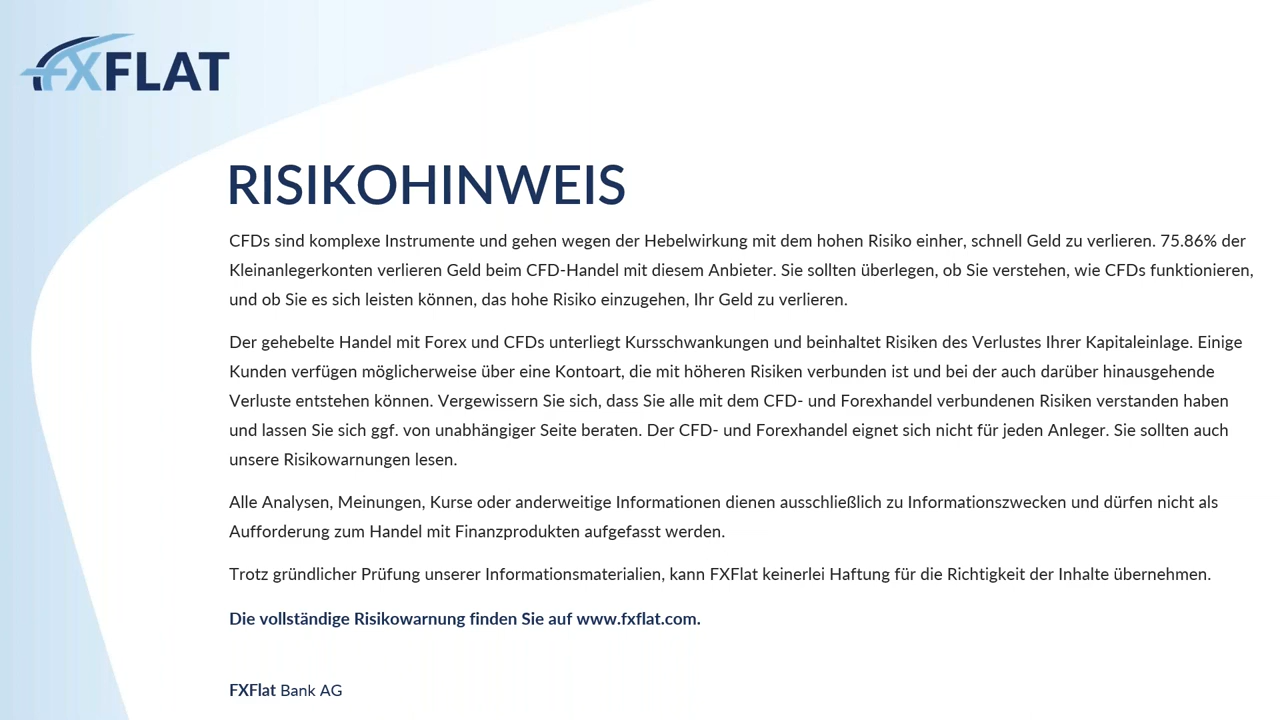 FXFLAT
RISIKOHINWEIS
CFDs sind komplexe Instrumente und gehen wegen der Hebelwirkung mit dem hohen Risiko einher, schnell Geld zu verlieren. 75.86% der
Kleinanlegerkonten verlieren Geld beim CFD-Handel mit diesem Anbieter. Sie sollten überlegen, ob Sie verstehen, wie CFDs funktionieren,
und ob Sie es sich leisten können, das hohe Risiko einzugehen, Ihr Geld zu verlieren.
Der gehebelte Handel mit Forex und CFDs unterliegt Kursschwankungen und beinhaltet Risiken des Verlustes Ihrer Kapitaleinlage. Einige
Kunden verfügen möglicherweise über eine Kontoart, die mit höheren Risiken verbunden ist und bei der auch darüber hinausgehende
Verluste entstehen können. Vergewissern Sie sich, dass Sie alle mit dem CFD- und Forexhandel verbundenen Risiken verstanden haben
und lassen Sie sich ggf. von unabhängiger Seite beraten. Der CFD- und Forexhandel eignet sich nicht für jeden Anleger. Sie sollten auch
unsere Risikowarnungen lesen.
Alle Analysen, Meinungen, Kurse oder anderweitige Informationen dienen ausschließlich zu Informationszwecken und dürfen nicht als
Aufforderung zum Handel mit Finanzprodukten aufgefasst werden.
Trotz gründlicher Prüfung unserer Informationsmaterialien, kann FXFlat keinerlei Haftung für die Richtigkeit der Inhalte übernehmen.
Die vollständige Risikowarnung finden Sie auf www.fxflat.com.
FXFlat Bank AG